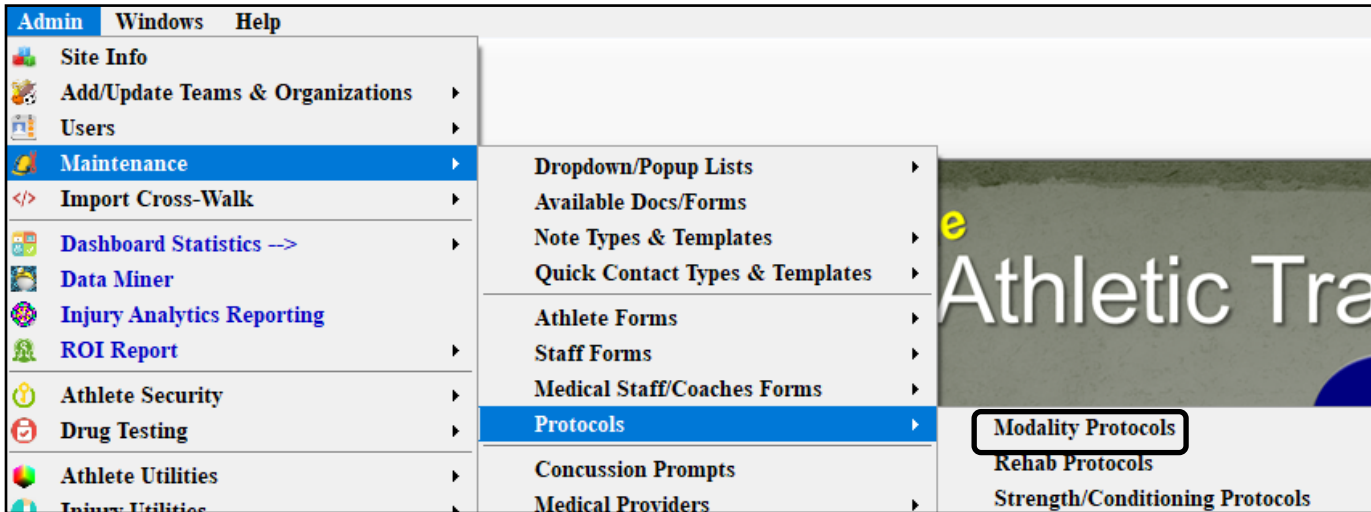 Admin Windows Help
Site Info
Add/Update Teams & Organizations
Users
Maintenance
Import Cross-Walk
Dashboard Statistics -->
Data Miner
Injury Analytics Reporting
ROI Report
Athlete Security
Drug Testing
Athlete Utilities
Injury Utilities
Dropdown/Popup Lists
Available Docs/Forms
Note Types & Templates
Quick Contact Types & Templates
Athlete Forms
Staff Forms
Medical Staff/Coaches Forms
Protocols
Concussion Prompts
Medical Providers
Modality Protocols
Rehab Protocols
Strength/Conditioning Protocols
e
Athletic Tra